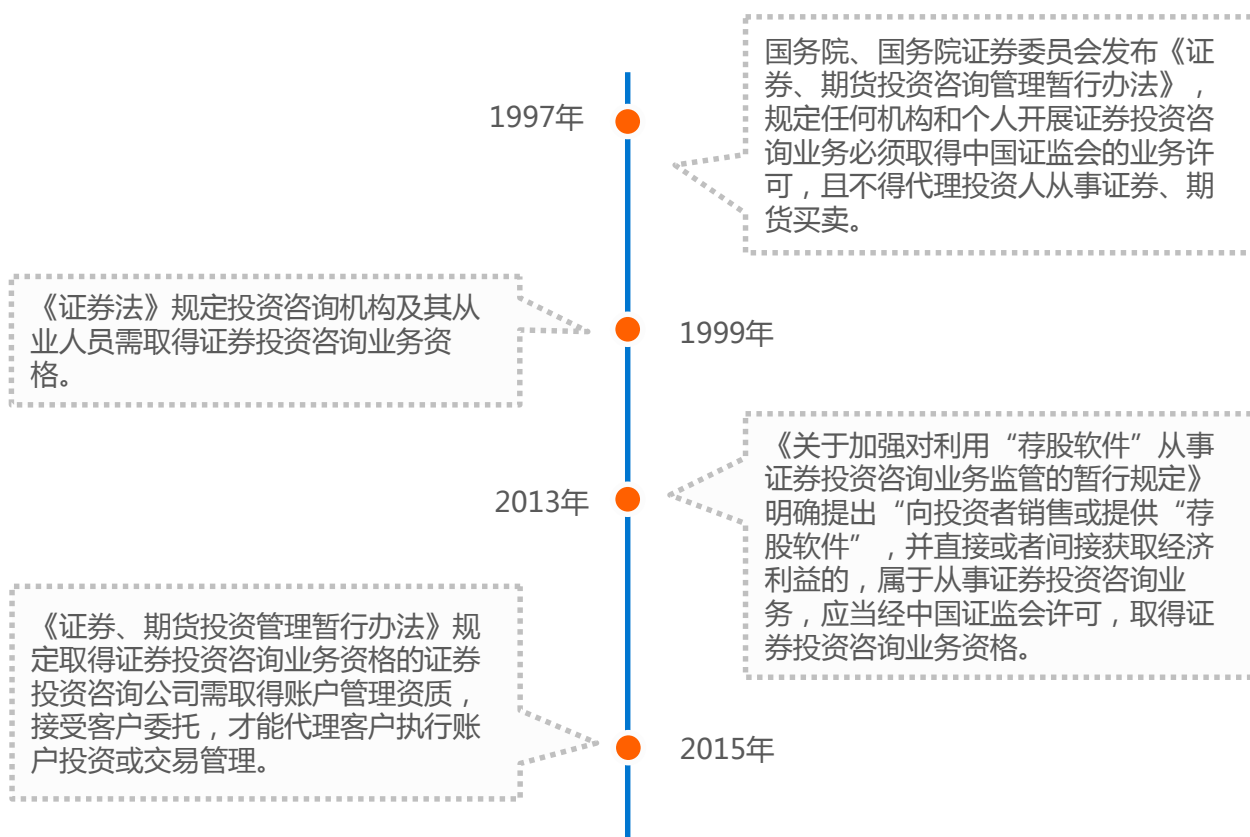 1997年
国务院、国务院证券委员会发布《证
券、期货投资咨询管理暂行办法》，
规定任何机构和个人开展证券投资咨
询业务必须取得中国证监会的业务许
可，且不得代理投资人从事证券、期
货买卖。
《证券法》规定投资咨询机构及其从
业人员需取得证券投资咨询业务资
格。
1999年
2013年
《关于加强对利用“荐股软件”从事
证券投资咨询业务监管的暂行规定》
明确提出“向投资者销售或提供“荐
股软件”，并直接或者间接获取经济
利益的，属于从事证券投资咨询业
务，应当经中国证监会许可，取得证
券投资咨询业务资格。
《证券、期货投资管理暂行办法》规
定取得证券投资咨询业务资格的证券
投资咨询公司需取得账户管理资质，
接受客户委托，才能代理客户执行账
户投资或交易管理。
2015年